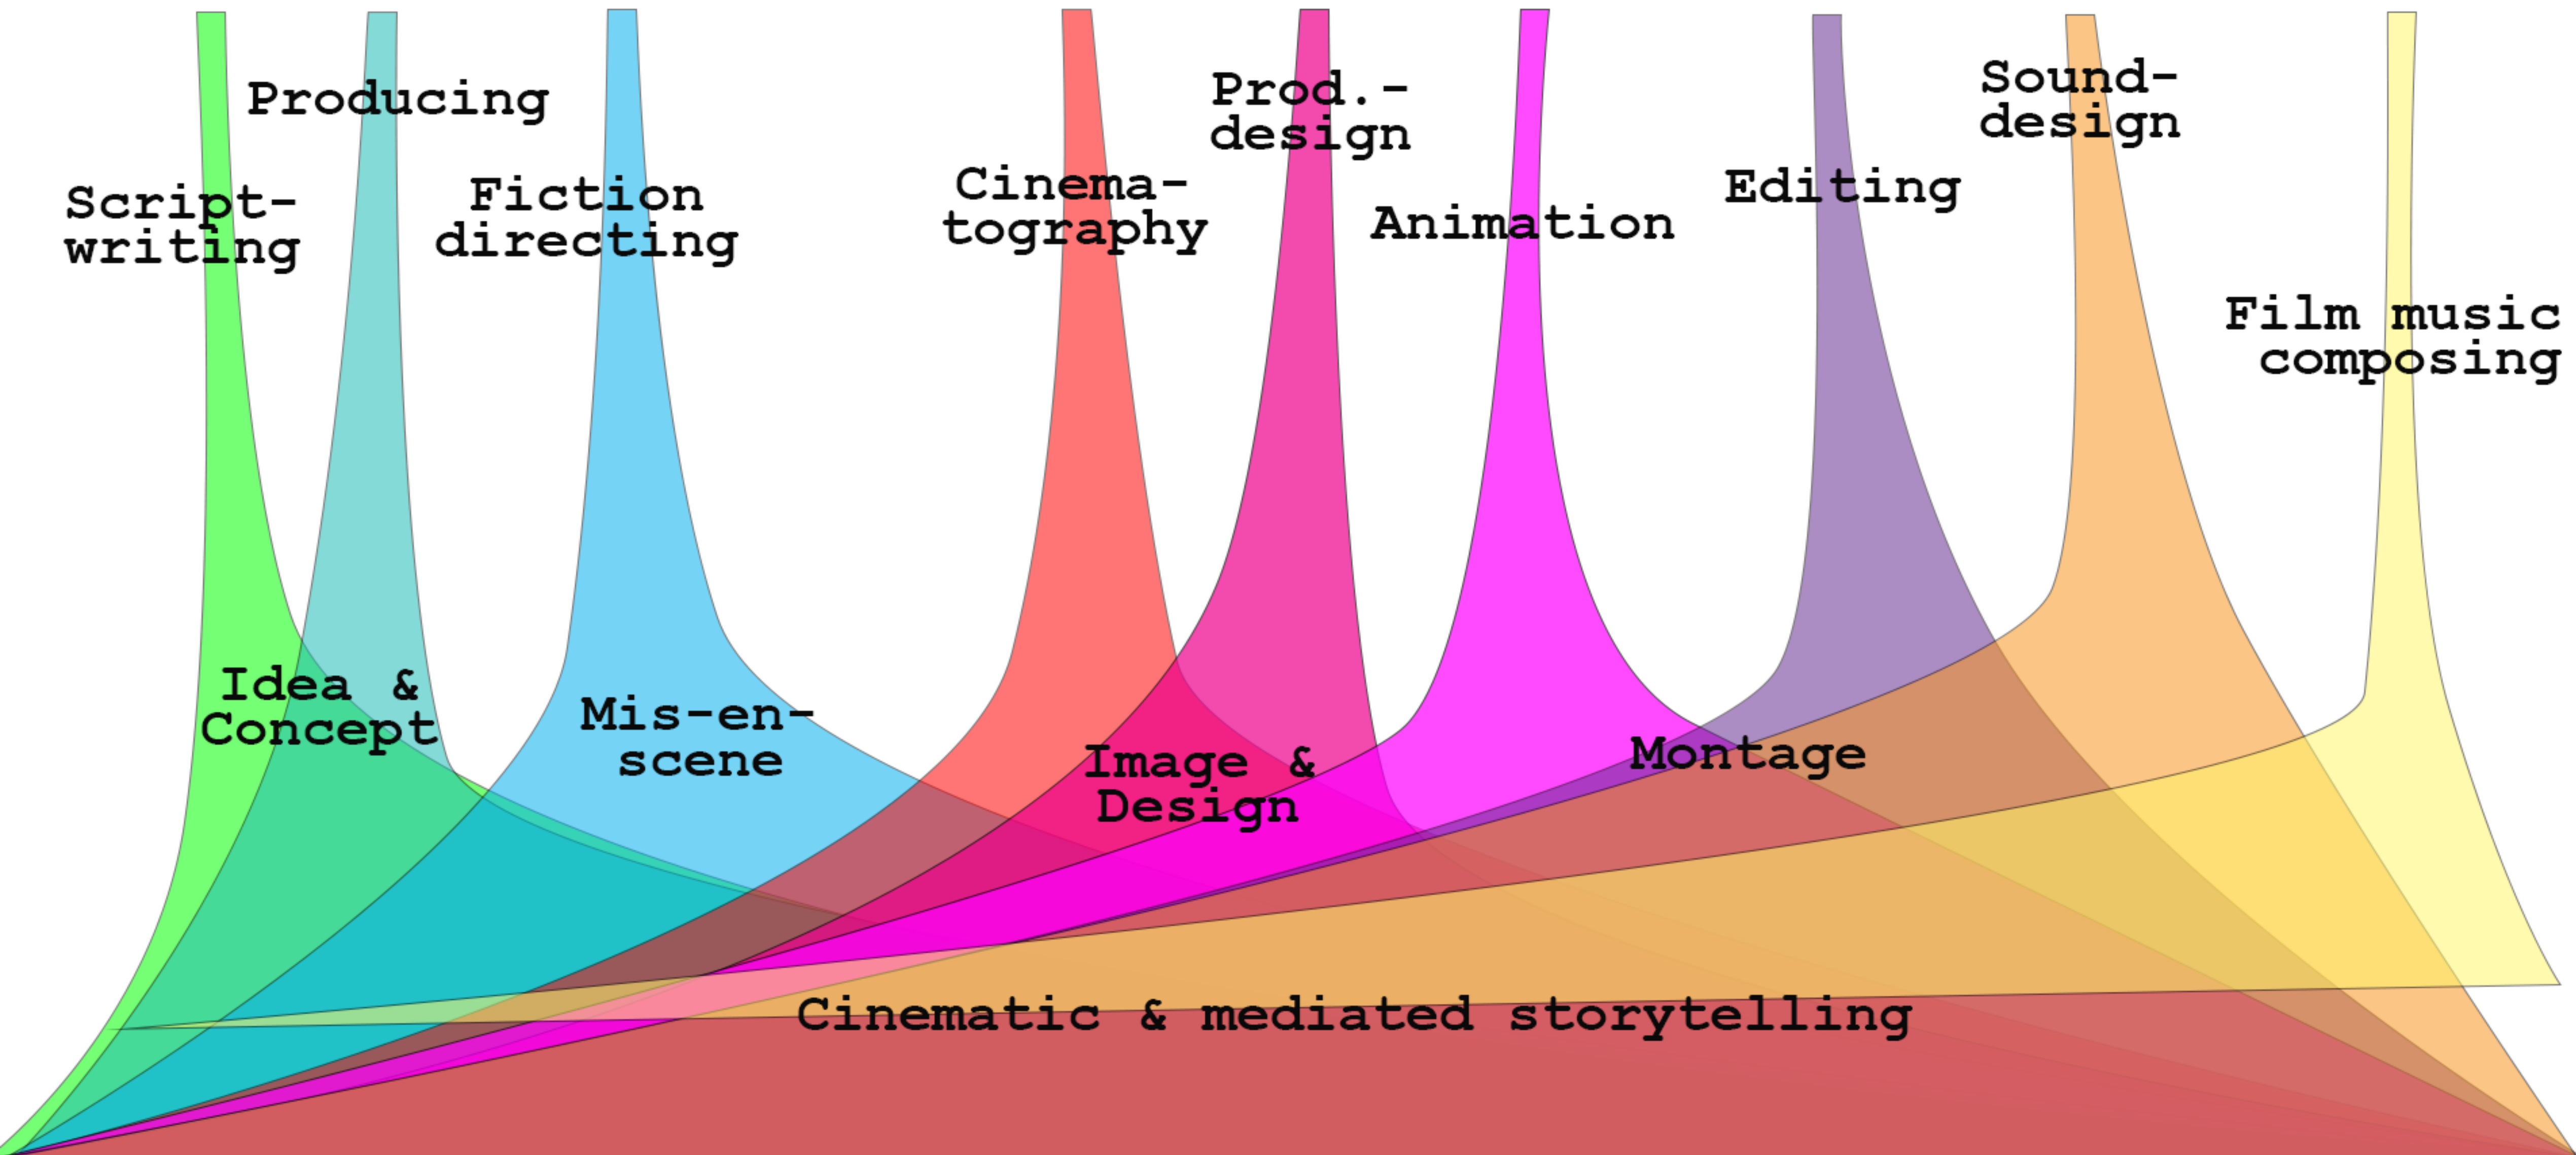 Producing
Script-
writing
Fiction
directing
Cinema-
tography
Prod.-
design
Animation
Editing
Sound-
design
Film music
composing
Idea &
Concept
Mis-en-
scene
Image &
Design
Montage
Cinematic & mediated storytelling